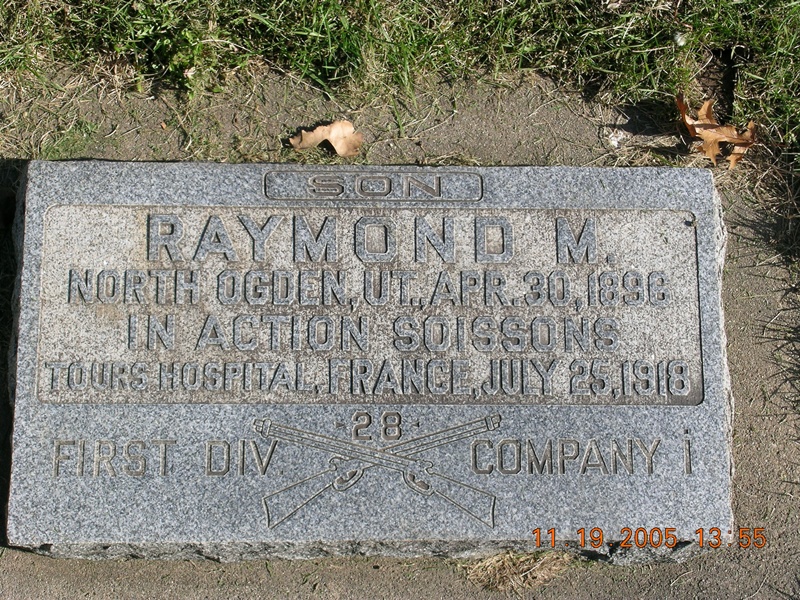 SON
RAYMOND M.
NORTH OGDEN, UT. APR. 30, 1896
IN ACTION SOISSONS
TOURS HOSPITAL, FRANCE, JULY 25, 1918
- 28 -
FIRST DIV COMPANY i
11 19 2005 13 55